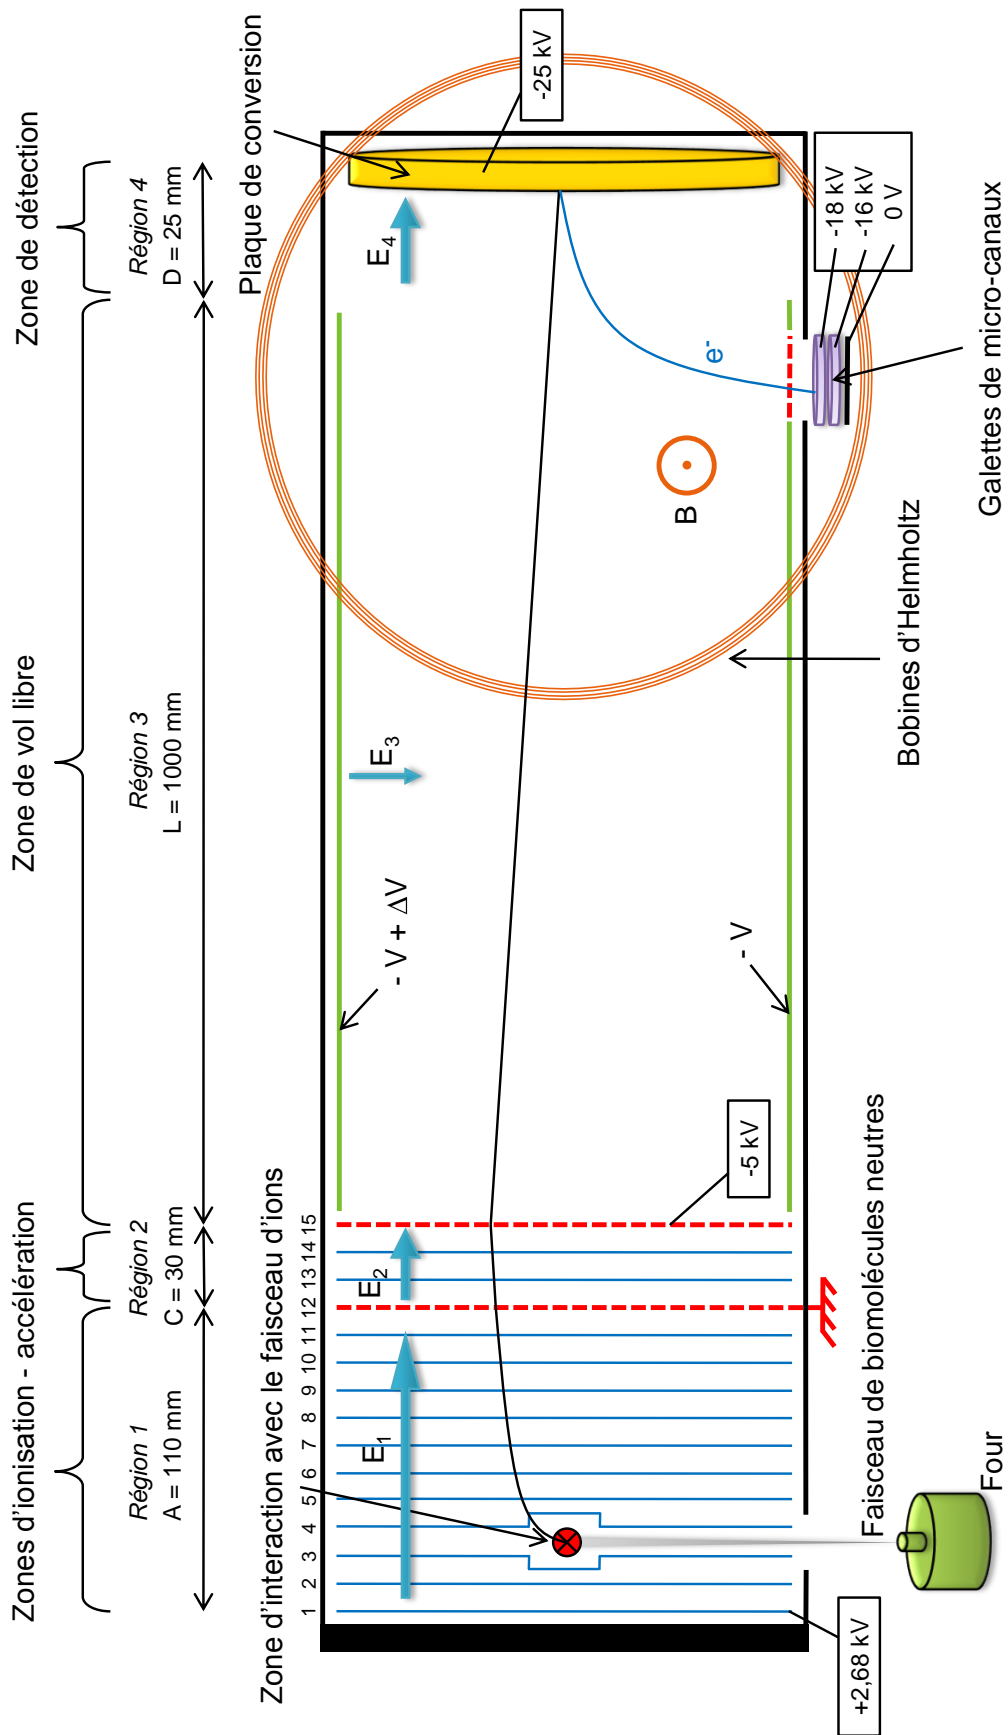 Zones d'ionisation - accélération
Zone de vol libre
Zone de détection
Région 1
A = 110 mm
Région 2
C = 30 mm
Région 3
L = 1000 mm
Région 4
D = 25 mm
Zone d'interaction avec le faisceau d'ions
Plaque de conversion
1 2 3 4 5 6 7 8 9 10 11 12 13 14 15
E1
E2
E3
E4
- V + ΔV
-25 kV
e-
B
- V
-5 kV
+2,68 kV
-18 kV
-16 kV
0 V
Faisceau de biomolécules neutres
Four
Bobines d'Helmholtz
Galettes de micro-canaux